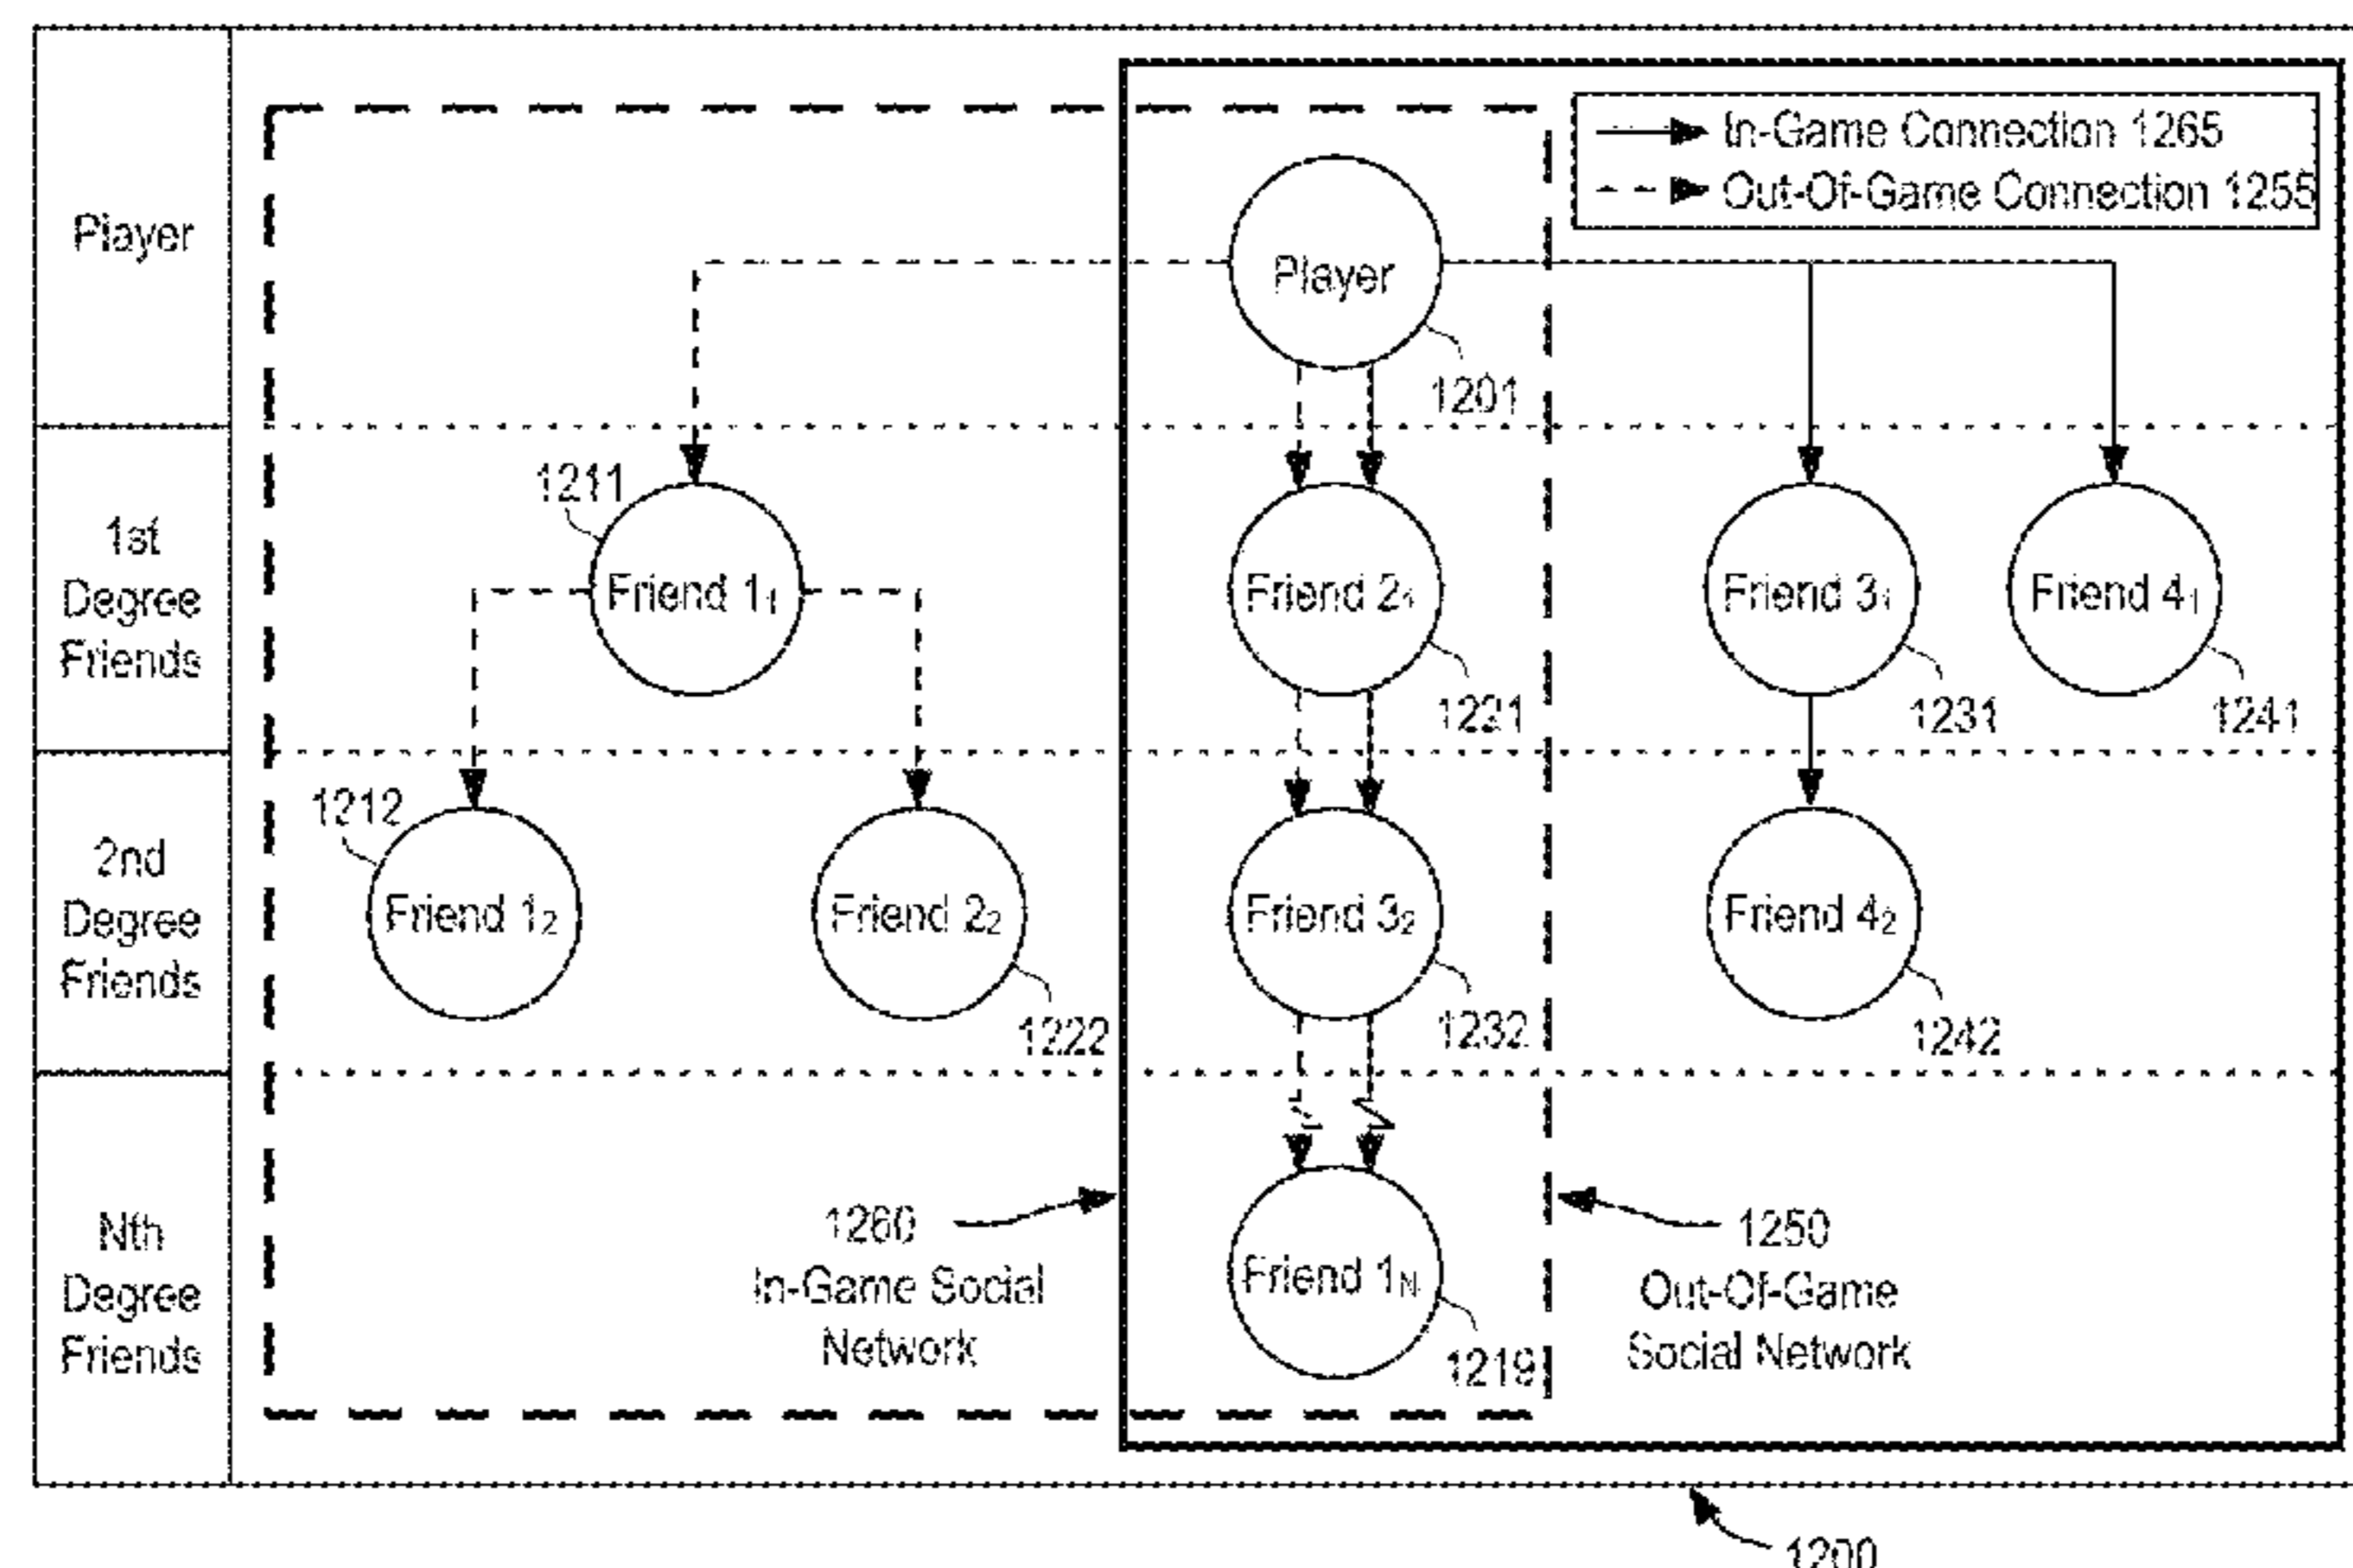 In-Game Connection 1265
Out-Of-Game Connection 1255
Player
Player
1201
1st
Degree
Friends
1211
Friend 1₁
Friend 2₁
Friend 3₁
Friend 4₁
1221
1231
1241
2nd
Degree
Friends
1212
Friend 1₂
Friend 2₂
Friend 3₂
Friend 4₂
1222
1232
1242
Nth
Degree
Friends
1260
In-Game Social
Network
Friend 1N
1219
1250
Out-Of-Game
Social Network
1200